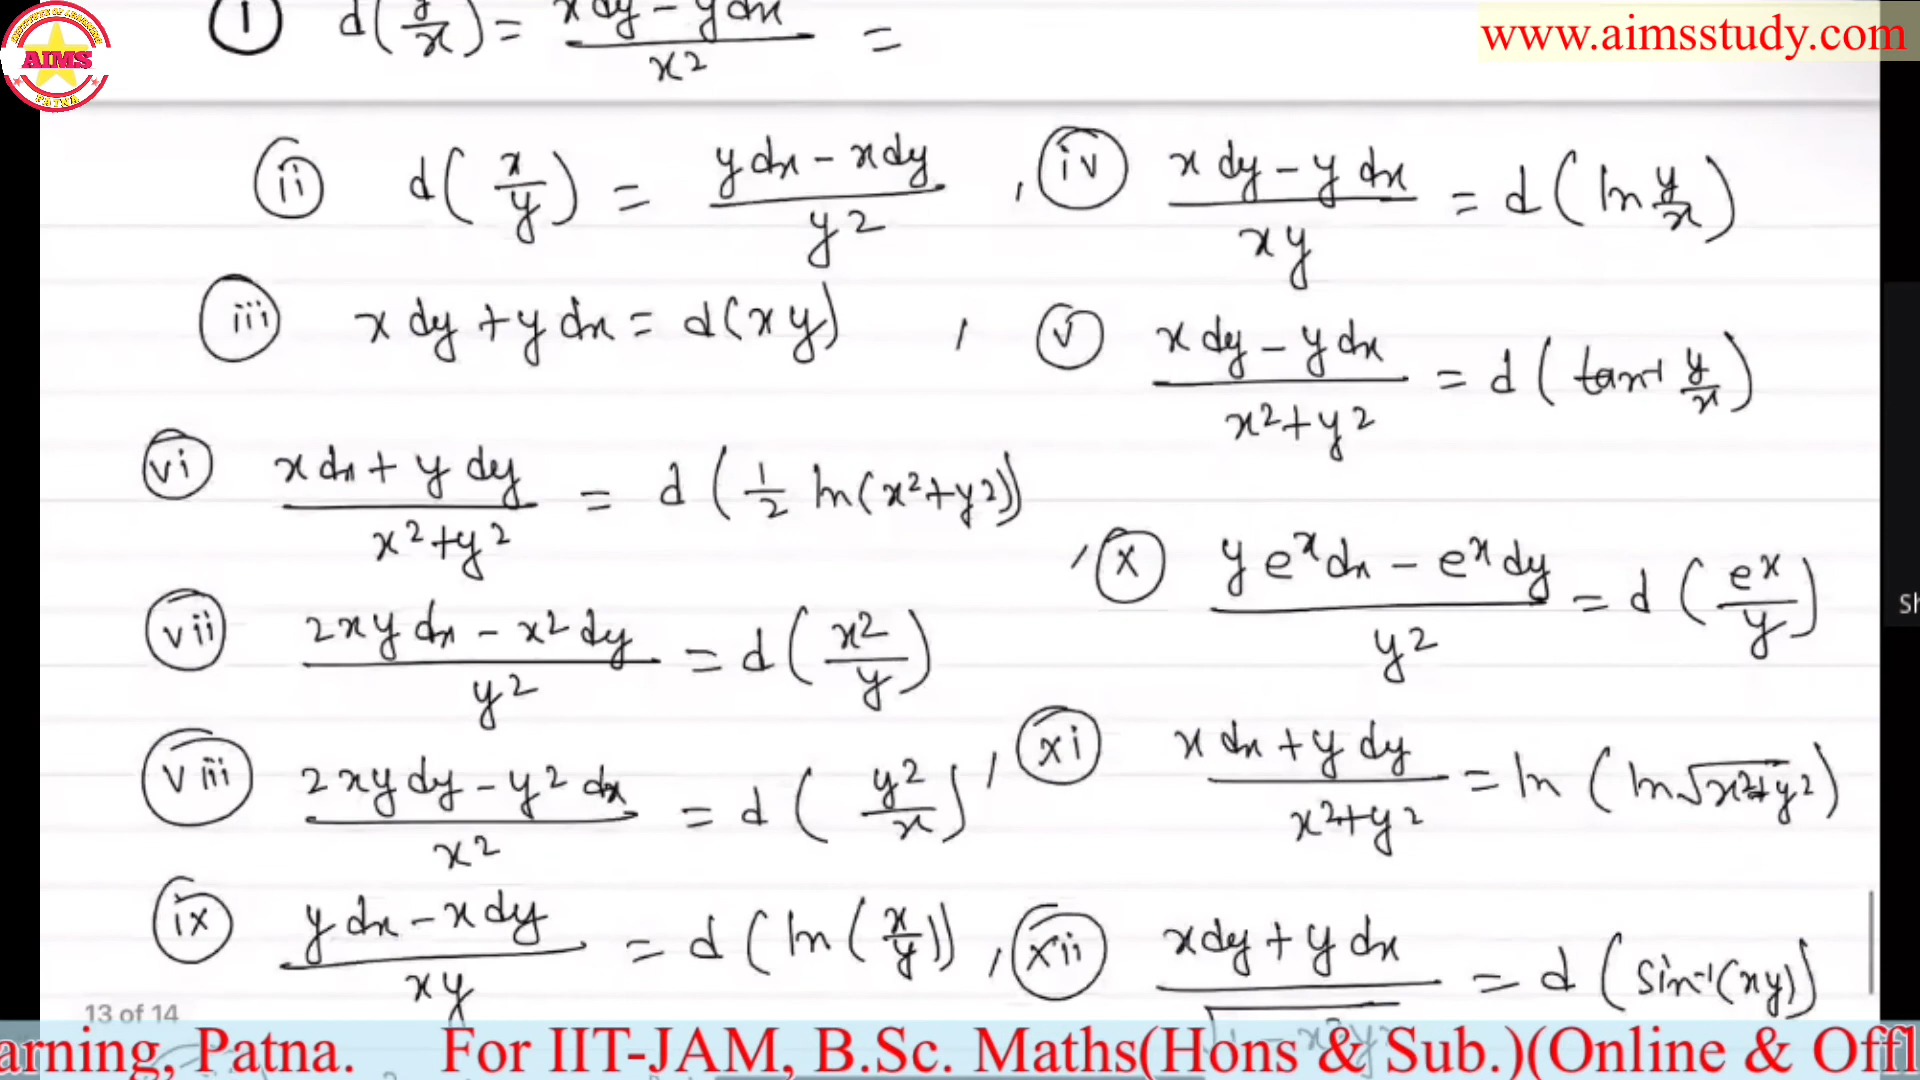 AIMS
PATNA
www.aimsstudy.com
(i) d(y/x) = (x dy - y dx)/x² =
(ii) d(x/y) = (y dx - x dy)/y² , (iv) (x dy - y dx)/(xy) = d(ln y/x)
(iii) x dy + y dx = d(xy) , (v) (x dy - y dx)/(x²+y²) = d(tan⁻¹ y/x)
(vi) (x dx + y dy)/(x²+y²) = d(1/2 ln(x²+y²))
, (x) (y eˣ dx - eˣ dy)/y² = d(eˣ/y)
(vii) (2xy dx - x² dy)/y² = d(x²/y)
(viii) (2xy dy - y² dx)/x² = d(y²/x) , (xi) (x dx + y dy)/(x²+y²) = ln(ln√(x²+y²))
(ix) (y dx - x dy)/(xy) = d(ln(x/y)) , (xii) (x dy + y dx)/√(1 - x²y²) = d(sin⁻¹(xy))
13 of 14
Sh
arning, Patna. For IIT-JAM, B.Sc. Maths(Hons & Sub.)(Online & Offl